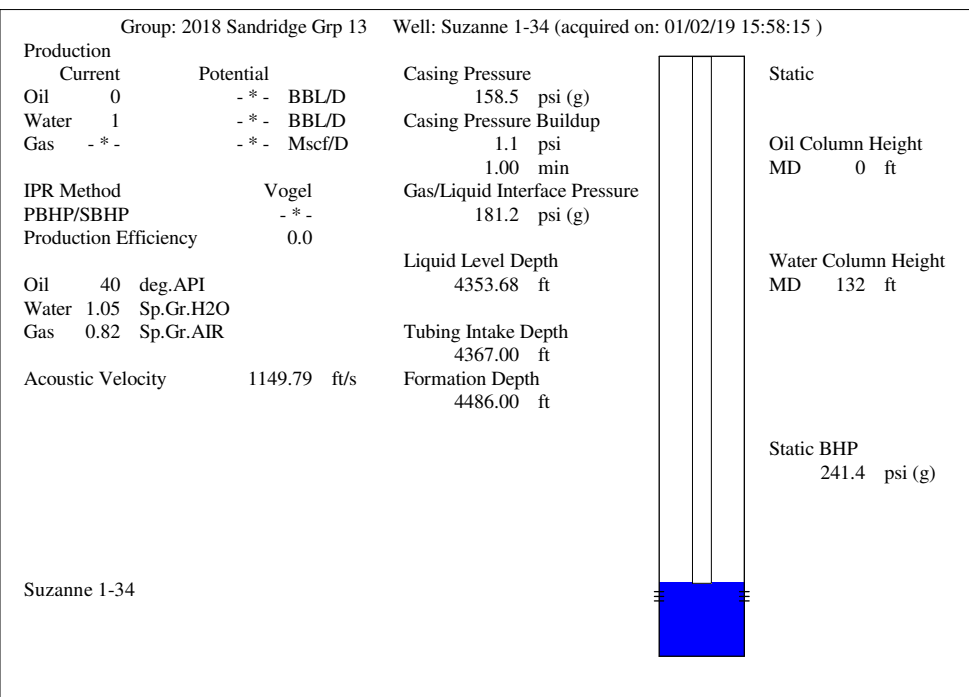 Group: 2018 Sandridge Grp 13 Well: Suzanne 1-34 (acquired on: 01/02/19 15:58:15 )
Production
Current Potential
Oil 0 - * - BBL/D
Water 1 - * - BBL/D
Gas - * - - * - Mscf/D
IPR Method Vogel
PBHP/SBHP - * -
Production Efficiency 0.0
Oil 40 deg.API
Water 1.05 Sp.Gr.H2O
Gas 0.82 Sp.Gr.AIR
Acoustic Velocity 1149.79 ft/s
Casing Pressure
158.5 psi (g)
Casing Pressure Buildup
1.1 psi
1.00 min
Gas/Liquid Interface Pressure
181.2 psi (g)
Liquid Level Depth
4353.68 ft
Tubing Intake Depth
4367.00 ft
Formation Depth
4486.00 ft
Static
Oil Column Height
MD 0 ft
Water Column Height
MD 132 ft
Static BHP
241.4 psi (g)
Suzanne 1-34